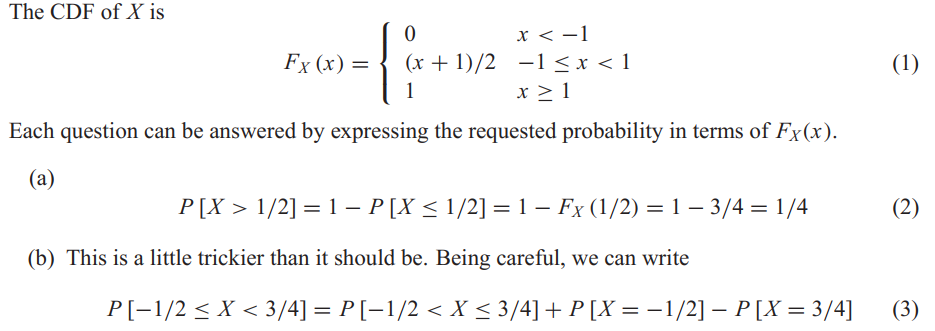 The CDF of X is
F_X (x) = { 0 x < −1
(x + 1)/2 −1 ≤ x < 1
1 x ≥ 1 (1)
Each question can be answered by expressing the requested probability in terms of F_X(x).
(a)
P [X > 1/2] = 1 − P [X ≤ 1/2] = 1 − F_X (1/2) = 1 − 3/4 = 1/4 (2)
(b) This is a little trickier than it should be. Being careful, we can write
P [−1/2 ≤ X < 3/4] = P [−1/2 < X ≤ 3/4] + P [X = −1/2] − P [X = 3/4] (3)